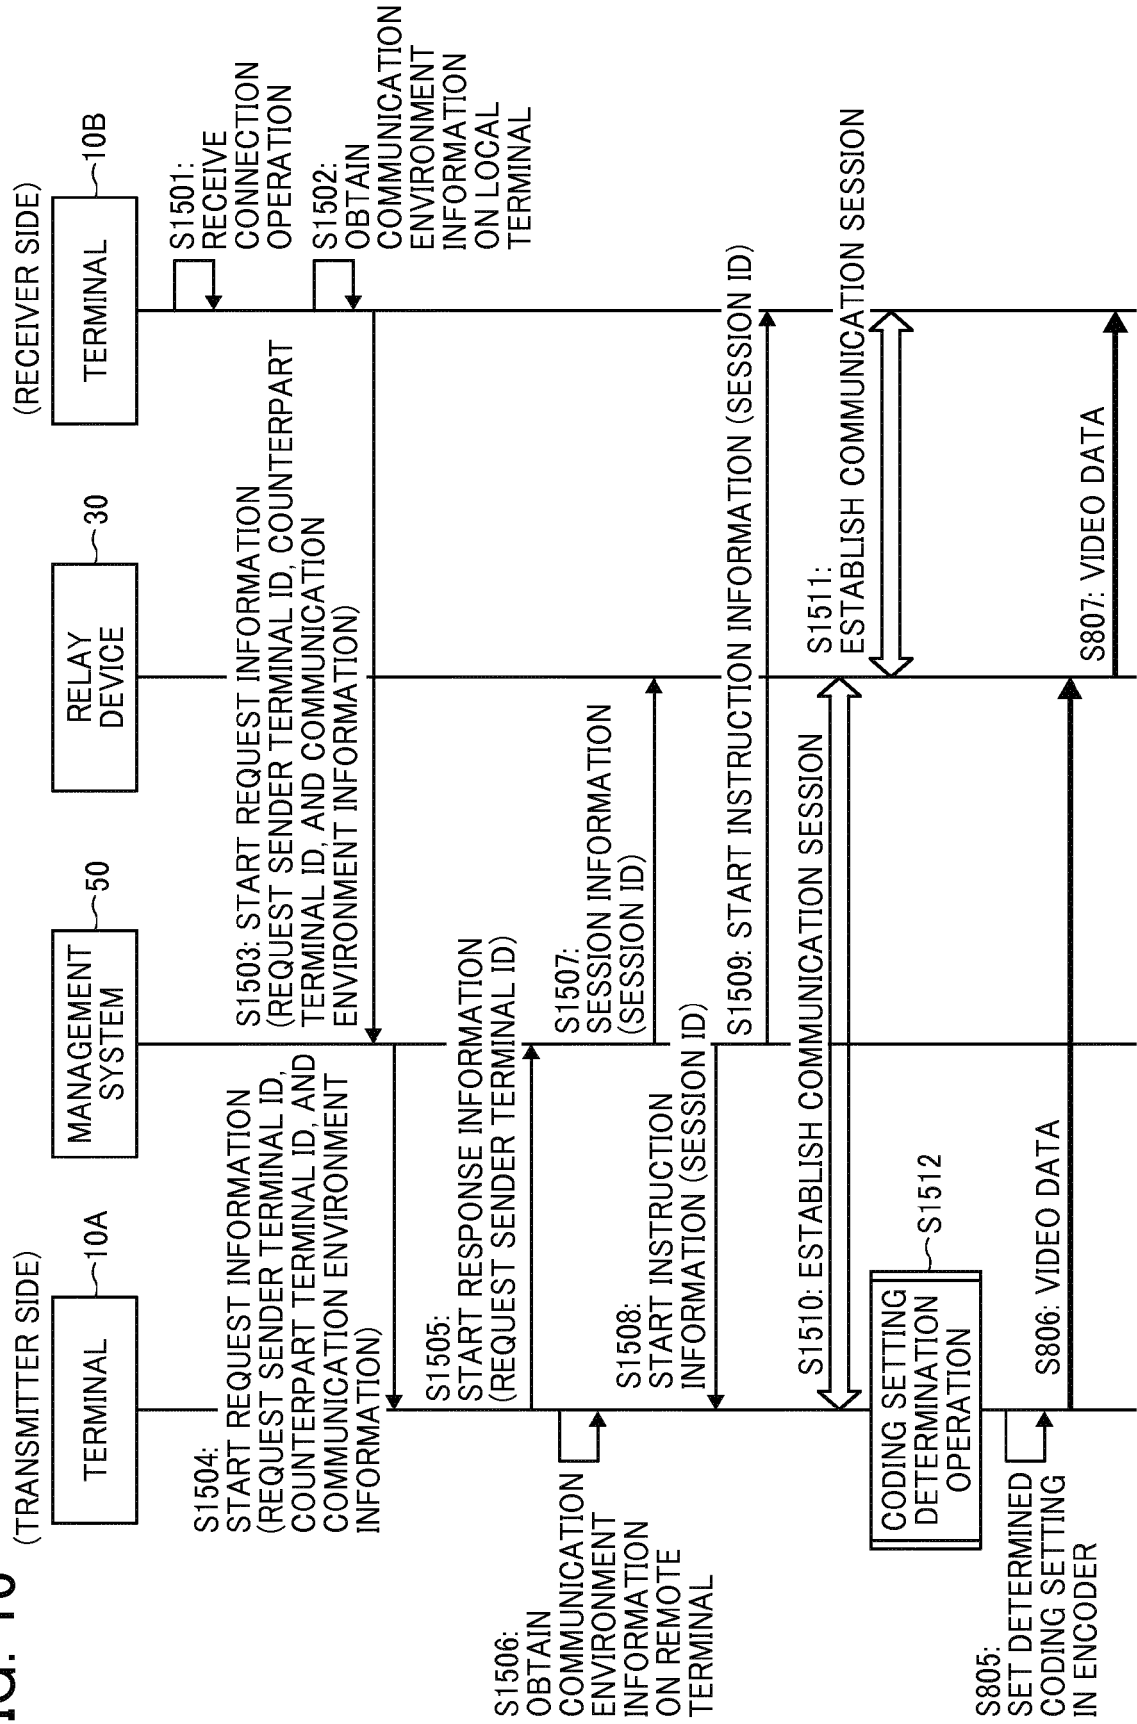 (TRANSMITTER SIDE)
(RECEIVER SIDE)
TERMINAL
10A
MANAGEMENT
SYSTEM
50
RELAY
DEVICE
30
TERMINAL
10B
S1501:
RECEIVE
CONNECTION
OPERATION
S1502:
OBTAIN
COMMUNICATION
ENVIRONMENT
INFORMATION
ON LOCAL
TERMINAL
S1503: START REQUEST INFORMATION
(REQUEST SENDER TERMINAL ID, COUNTERPART
TERMINAL ID, AND COMMUNICATION
ENVIRONMENT INFORMATION)
S1504:
START REQUEST INFORMATION
(REQUEST SENDER TERMINAL ID,
COUNTERPART TERMINAL ID, AND
COMMUNICATION ENVIRONMENT
INFORMATION)
S1505:
START RESPONSE INFORMATION
(REQUEST SENDER TERMINAL ID)
S1506:
OBTAIN
COMMUNICATION
ENVIRONMENT
INFORMATION
ON REMOTE
TERMINAL
S1507:
SESSION INFORMATION
(SESSION ID)
S1508:
START INSTRUCTION
INFORMATION (SESSION ID)
S1509: START INSTRUCTION INFORMATION (SESSION ID)
S1510: ESTABLISH COMMUNICATION SESSION
S1511:
ESTABLISH COMMUNICATION SESSION
CODING SETTING
DETERMINATION
OPERATION
S1512
S805:
SET DETERMINED
CODING SETTING
IN ENCODER
S806: VIDEO DATA
S807: VIDEO DATA